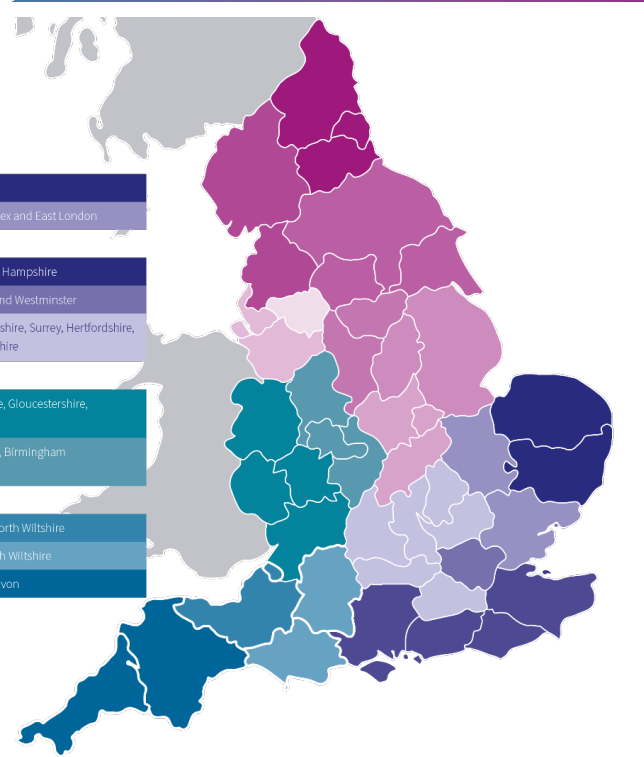 ex and East London
Hampshire
nd Westminster
shire, Surrey, Hertfordshire,
hire
e, Gloucestershire,
, Birmingham
orth Wiltshire
h Wiltshire
von